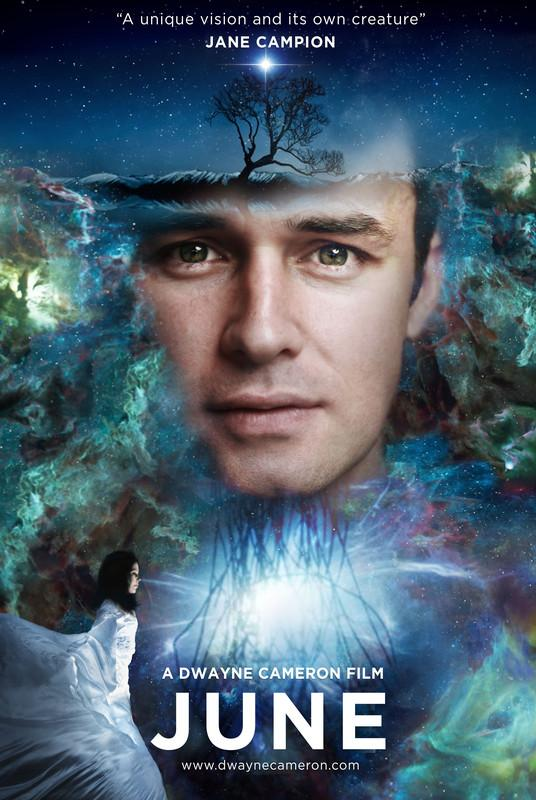 “A unique vision and its own creature”
JANE CAMPION
A DWAYNE CAMERON FILM
JUNE
www.dwaynecameron.com